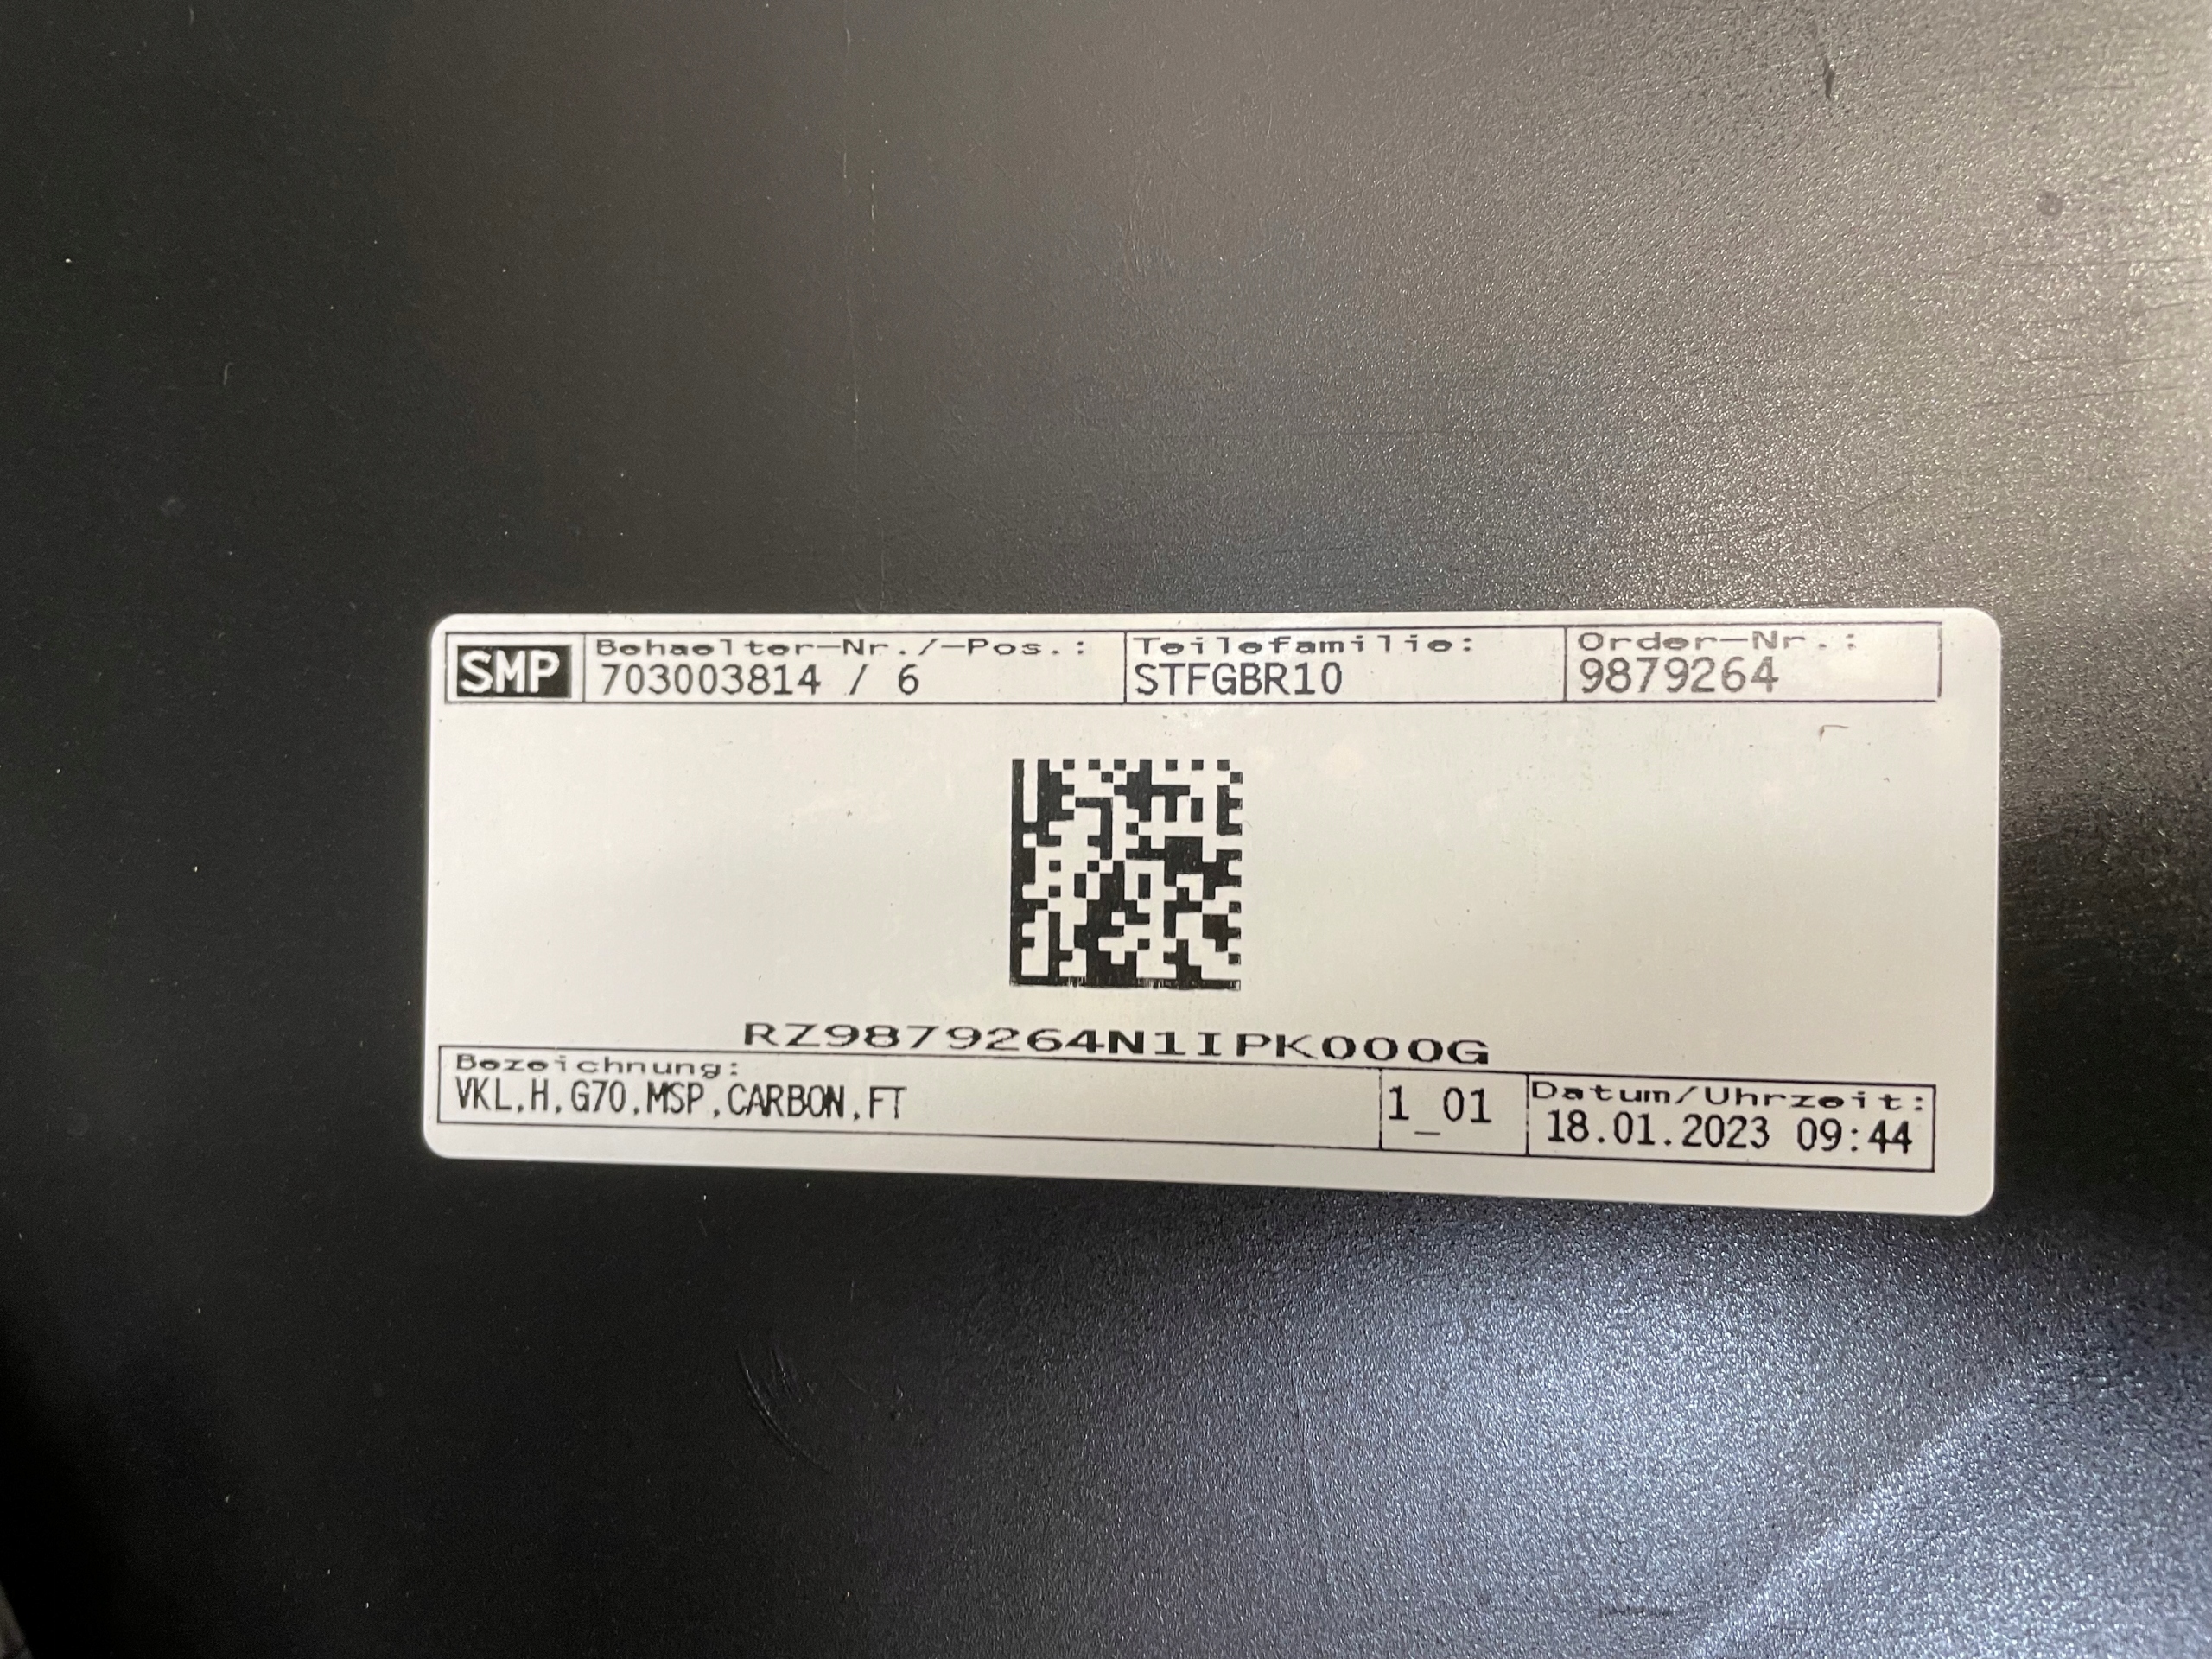 SMP Behaelter-Nr./-Pos.: Teilefamilie: Order-Nr.:
703003814 / 6 STFGBR10 9879264
RZ9879264N1IPK000G
Bezeichnung: Datum/Uhrzeit:
VKL,H,G70,MSP,CARBON,FT 1_01 18.01.2023 09:44